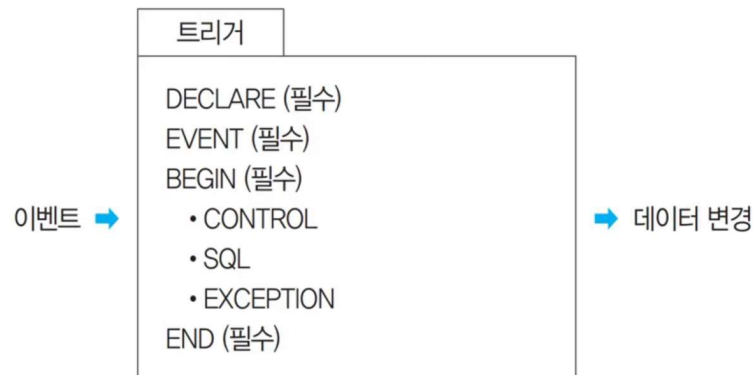 트리거
DECLARE (필수)
EVENT (필수)
BEGIN (필수)
이벤트
• CONTROL
데이터 변경
• SQL
• EXCEPTION
END (필수)